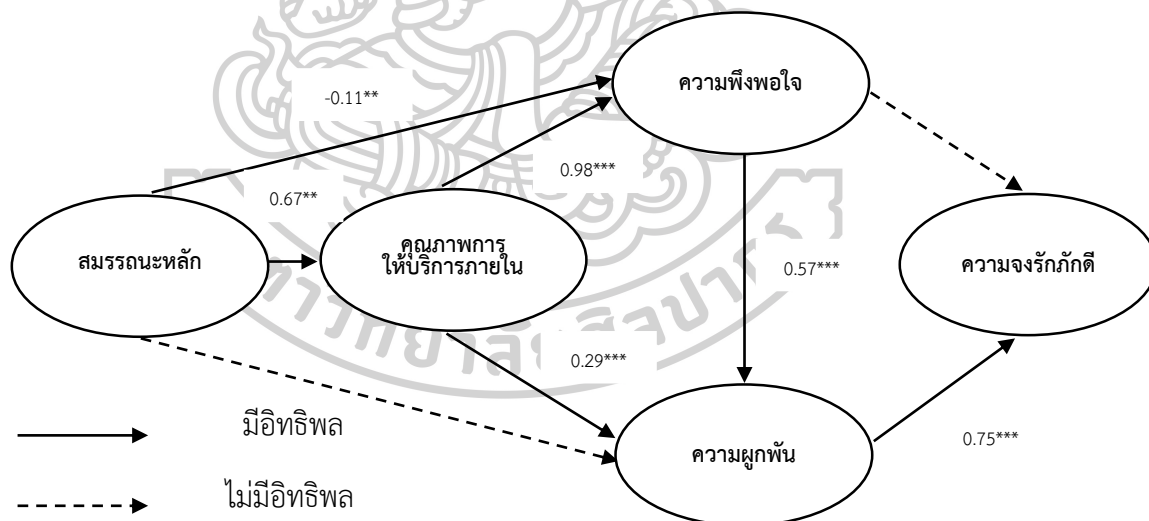 ความพึงพอใจ
-0.11**
0.98***
0.67**
สมรรถนะหลัก
คุณภาพการ
ให้บริการภายใน
0.57***
ความจงรักภักดี
0.29***
มีอิทธิพล
ความผูกพัน
0.75***
ไม่มีอิทธิพล